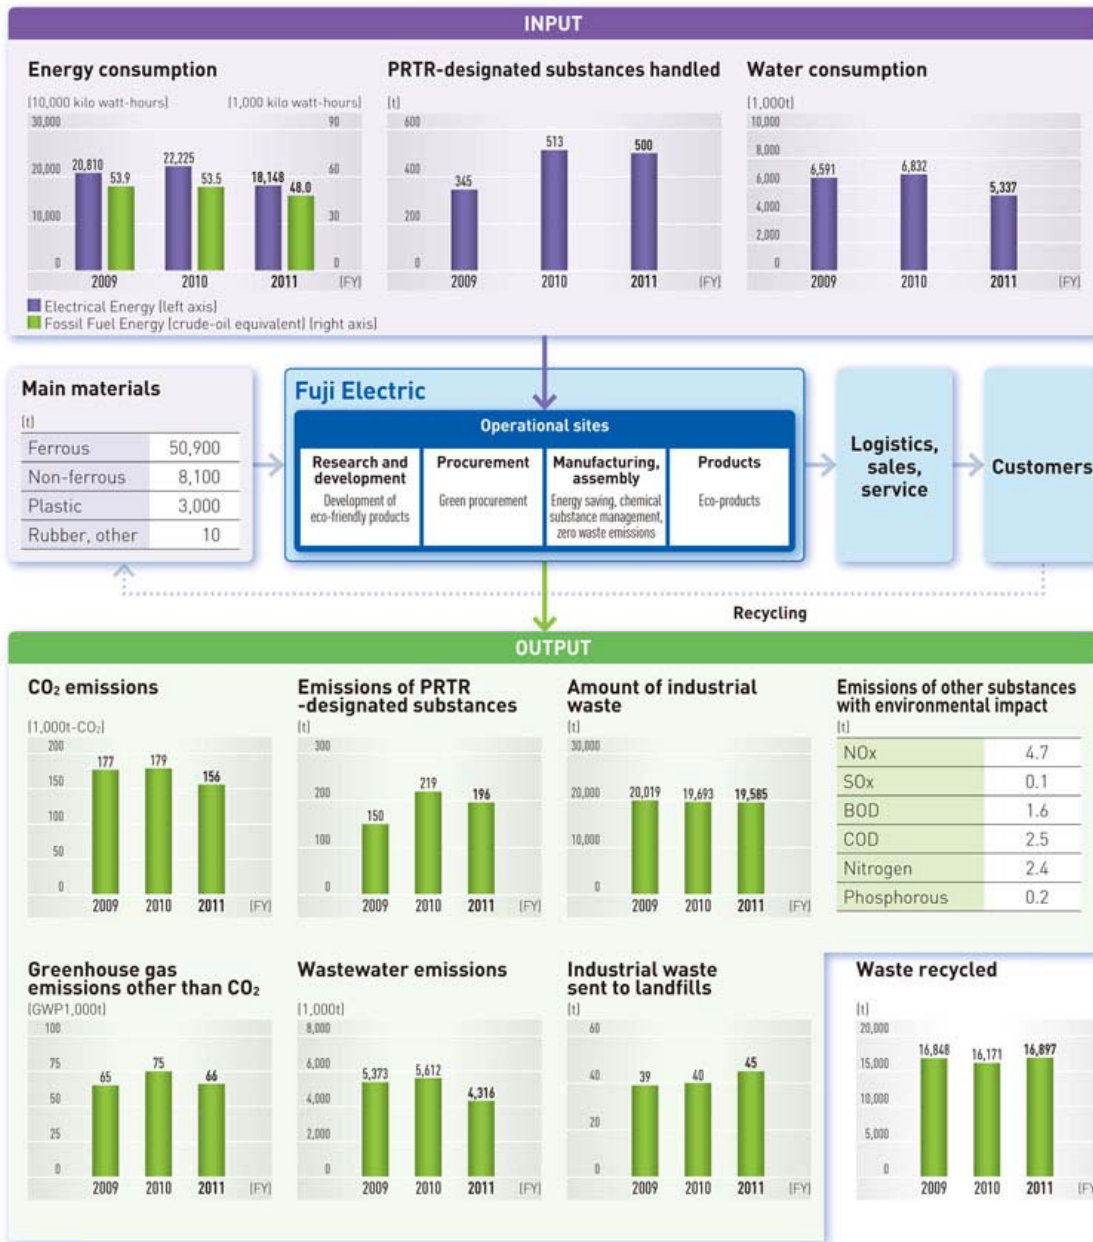 INPUT
Energy consumption
(10,000 kilo watt-hours) (1,000 kilo watt-hours)
30,000
20,000
10,000
0
90
60
30
0
20,810
53.9
22,225
53.5
18,148
48.0
2009 2010 2011 (FY)
Electrical Energy (left axis)
Fossil Fuel Energy (crude-oil equivalent) (right axis)
PRTR-designated substances handled
(t)
600
400
200
0
345
513
500
2009 2010 2011 (FY)
Water consumption
(1,000t)
10,000
8,000
6,000
4,000
2,000
0
6,591
6,832
5,337
2009 2010 2011 (FY)
Main materials
(t)
Ferrous 50,900
Non-ferrous 8,100
Plastic 3,000
Rubber, other 10
Fuji Electric
Operational sites
Research and
development
Development of
eco-friendly products
Procurement
Green procurement
Manufacturing,
assembly
Energy saving, chemical
substance management,
zero waste emissions
Products
Eco-products
Logistics,
sales,
service
Customers
Recycling
OUTPUT
CO₂ emissions
(1,000t-CO₂)
200
150
100
50
0
177
179
156
2009 2010 2011 (FY)
Emissions of PRTR
-designated substances
(t)
300
200
100
0
150
219
196
2009 2010 2011 (FY)
Amount of industrial
waste
(t)
30,000
20,000
10,000
0
20,019
19,693
19,585
2009 2010 2011 (FY)
Emissions of other substances
with environmental impact
(t)
NOx 4.7
SOx 0.1
BOD 1.6
COD 2.5
Nitrogen 2.4
Phosphorous 0.2
Greenhouse gas
emissions other than CO₂
(GWP1,000t)
100
75
50
25
0
65
75
66
2009 2010 2011 (FY)
Wastewater emissions
(1,000t)
8,000
6,000
4,000
2,000
0
5,373
5,612
4,316
2009 2010 2011 (FY)
Industrial waste
sent to landfills
(t)
60
40
20
0
39
40
45
2009 2010 2011 (FY)
Waste recycled
(t)
20,000
15,000
10,000
5,000
0
16,848
16,171
16,897
2009 2010 2011 (FY